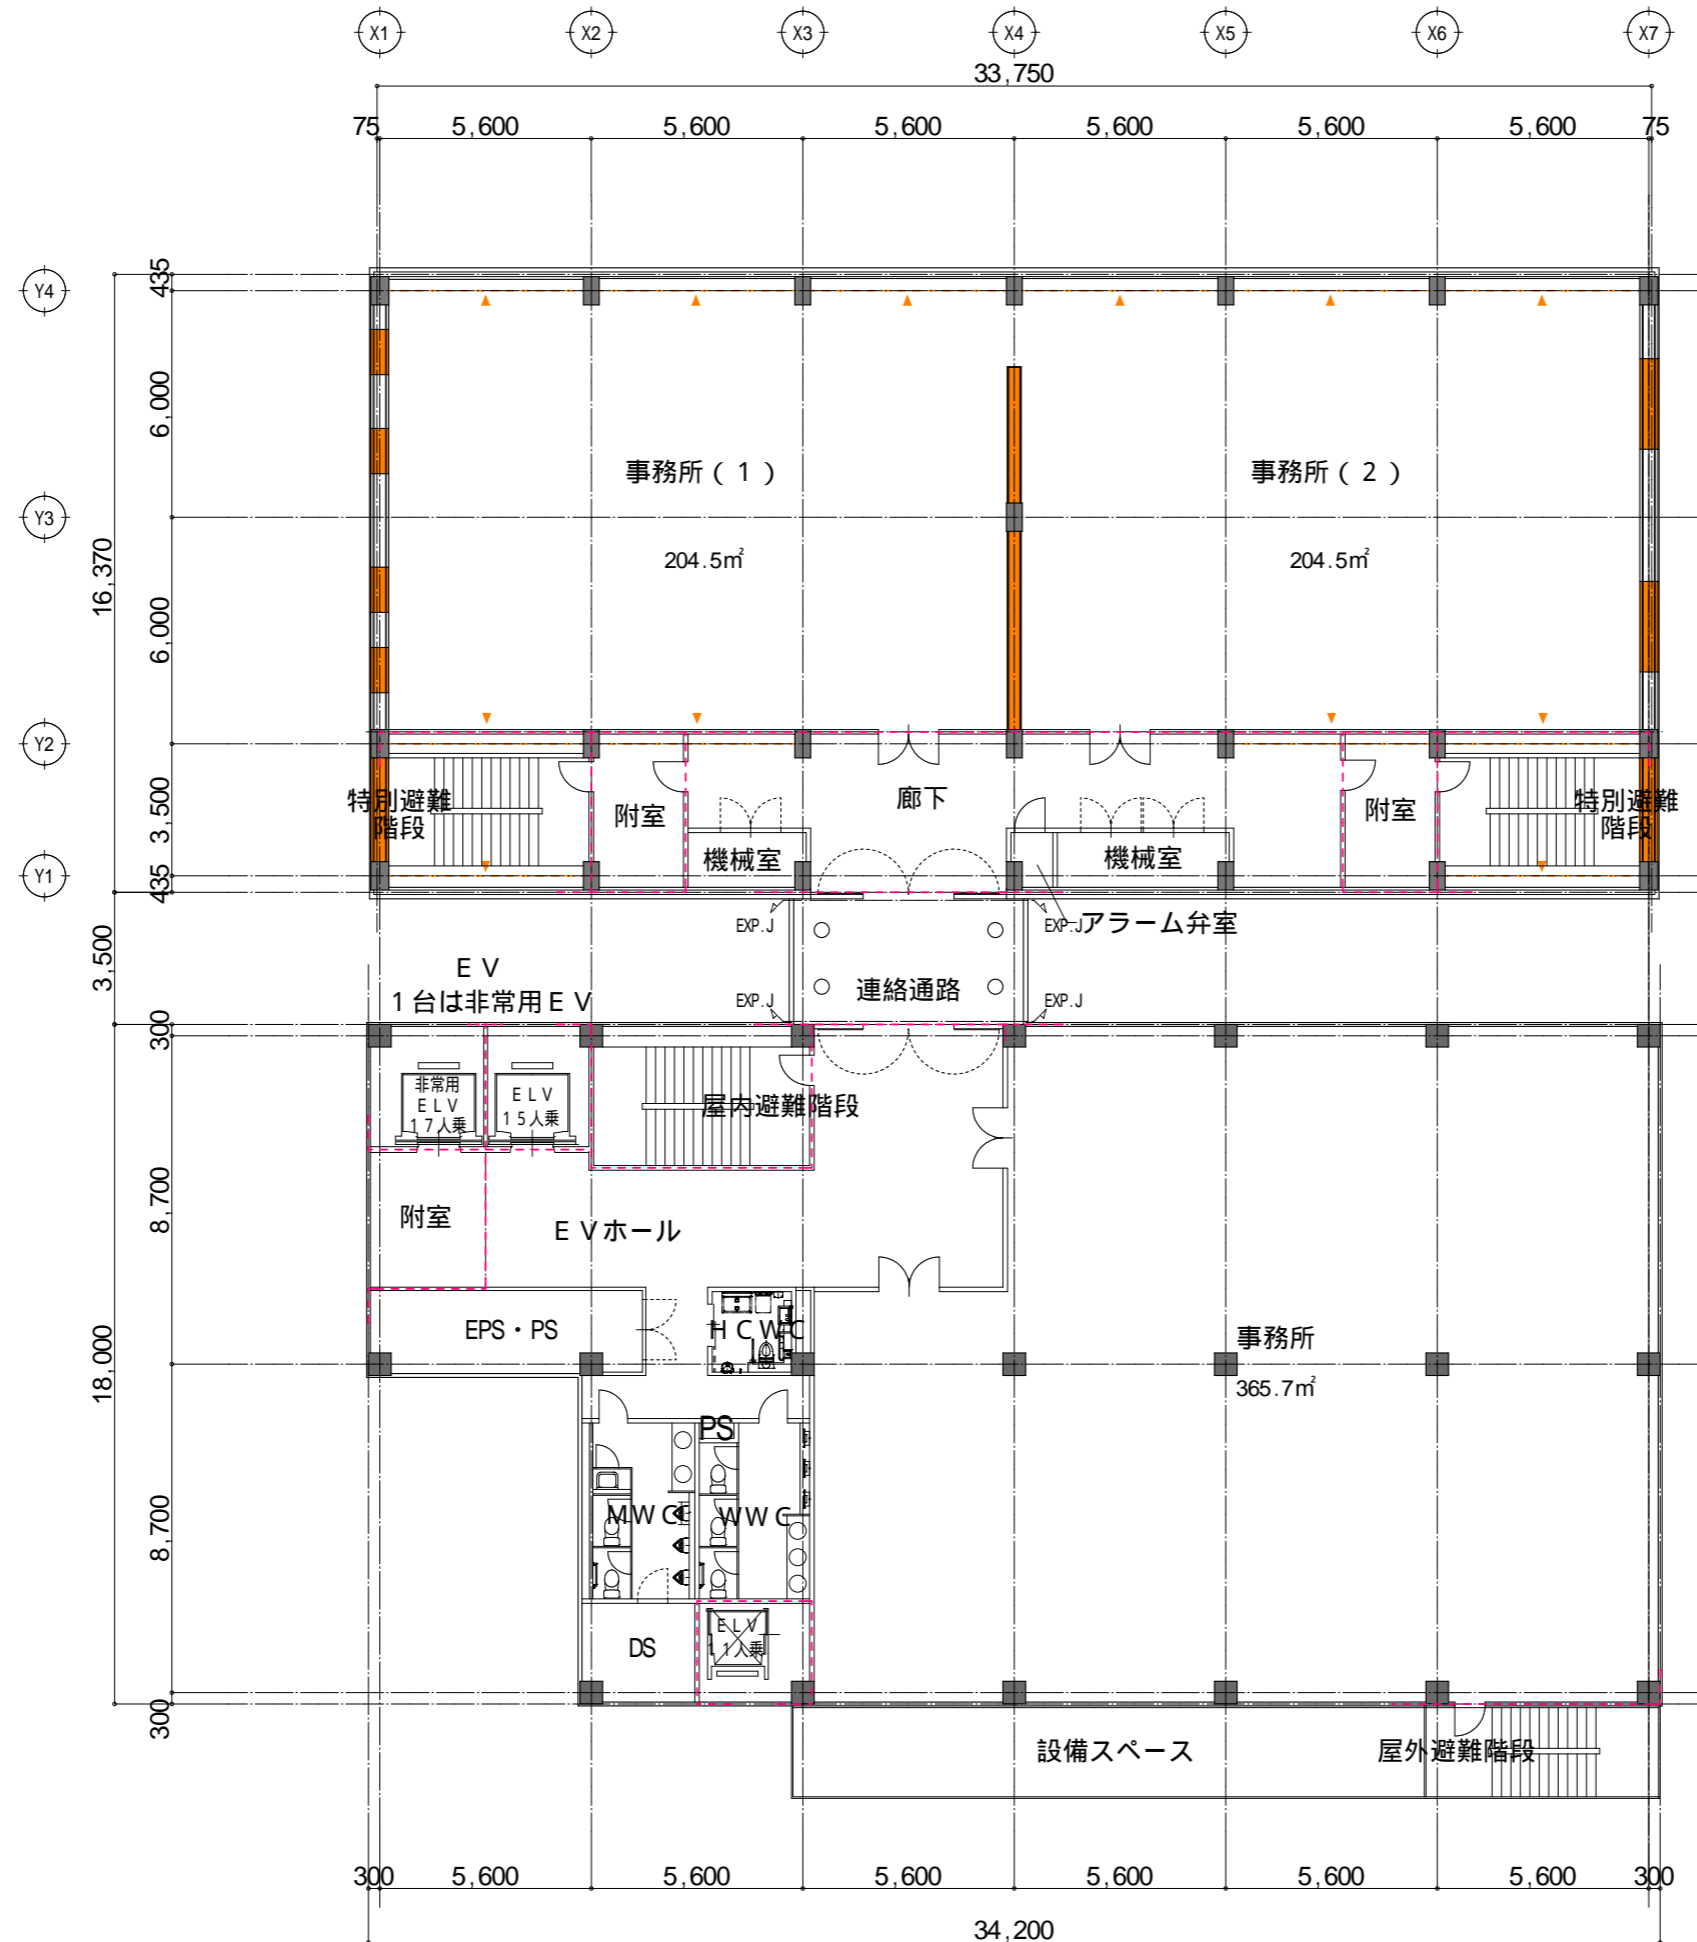 X1 X2 X3 X4 X5 X6 X7
33,750
75 5,600 5,600 5,600 5,600 5,600 5,600 75
Y4
435
6,000
事務所（１）
事務所（２）
Y3
204.5㎡
204.5㎡
16,370
6,000
Y2
3,500
特別避難
階段
附室
廊下
機械室
機械室
附室
特別避難
階段
Y1
435
EXP.J
EXP.J
アラーム弁室
3,500
ＥＶ
１台は非常用ＥＶ
連絡通路
EXP.J
EXP.J
300
非常用
ＥＬＶ
１７人乗
ＥＬＶ
１５人乗
屋内避難階段
8,700
附室
ＥＶホール
EPS・PS
ＨＣＷＣ
事務所
365.7㎡
18,000
PS
8,700
ＭＷＣ
ＷＷＣ
DS
ＥＬＶ
１１人乗
300
設備スペース
屋外避難階段
300 5,600 5,600 5,600 5,600 5,600 5,600 300
34,200